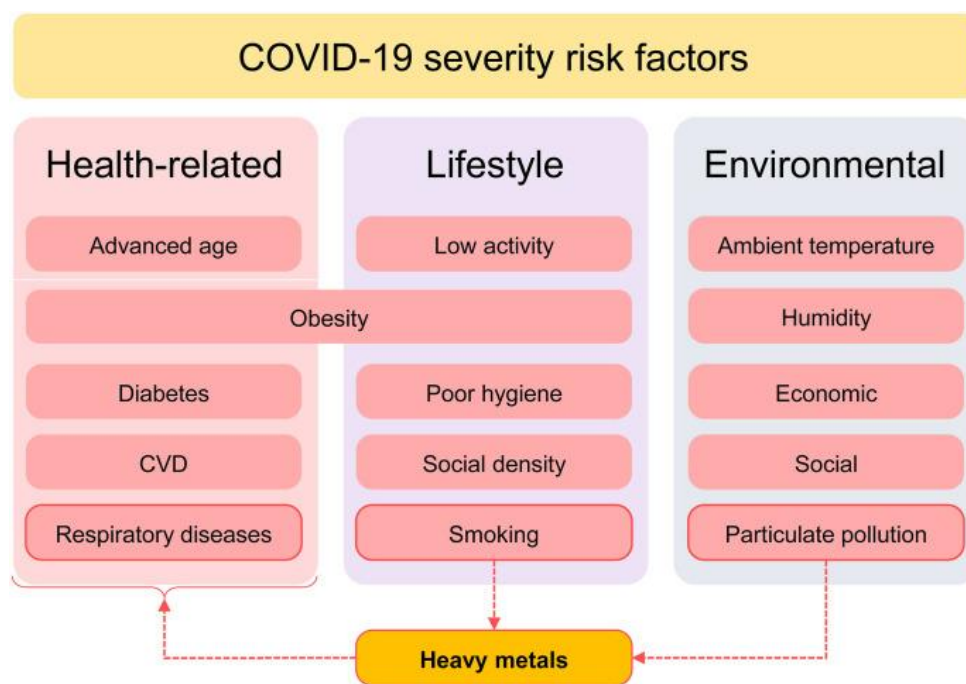 COVID-19 severity risk factors
Health-related
Advanced age
Obesity
Diabetes
CVD
Respiratory diseases
Lifestyle
Low activity
Poor hygiene
Social density
Smoking
Environmental
Ambient temperature
Humidity
Economic
Social
Particulate pollution
Heavy metals